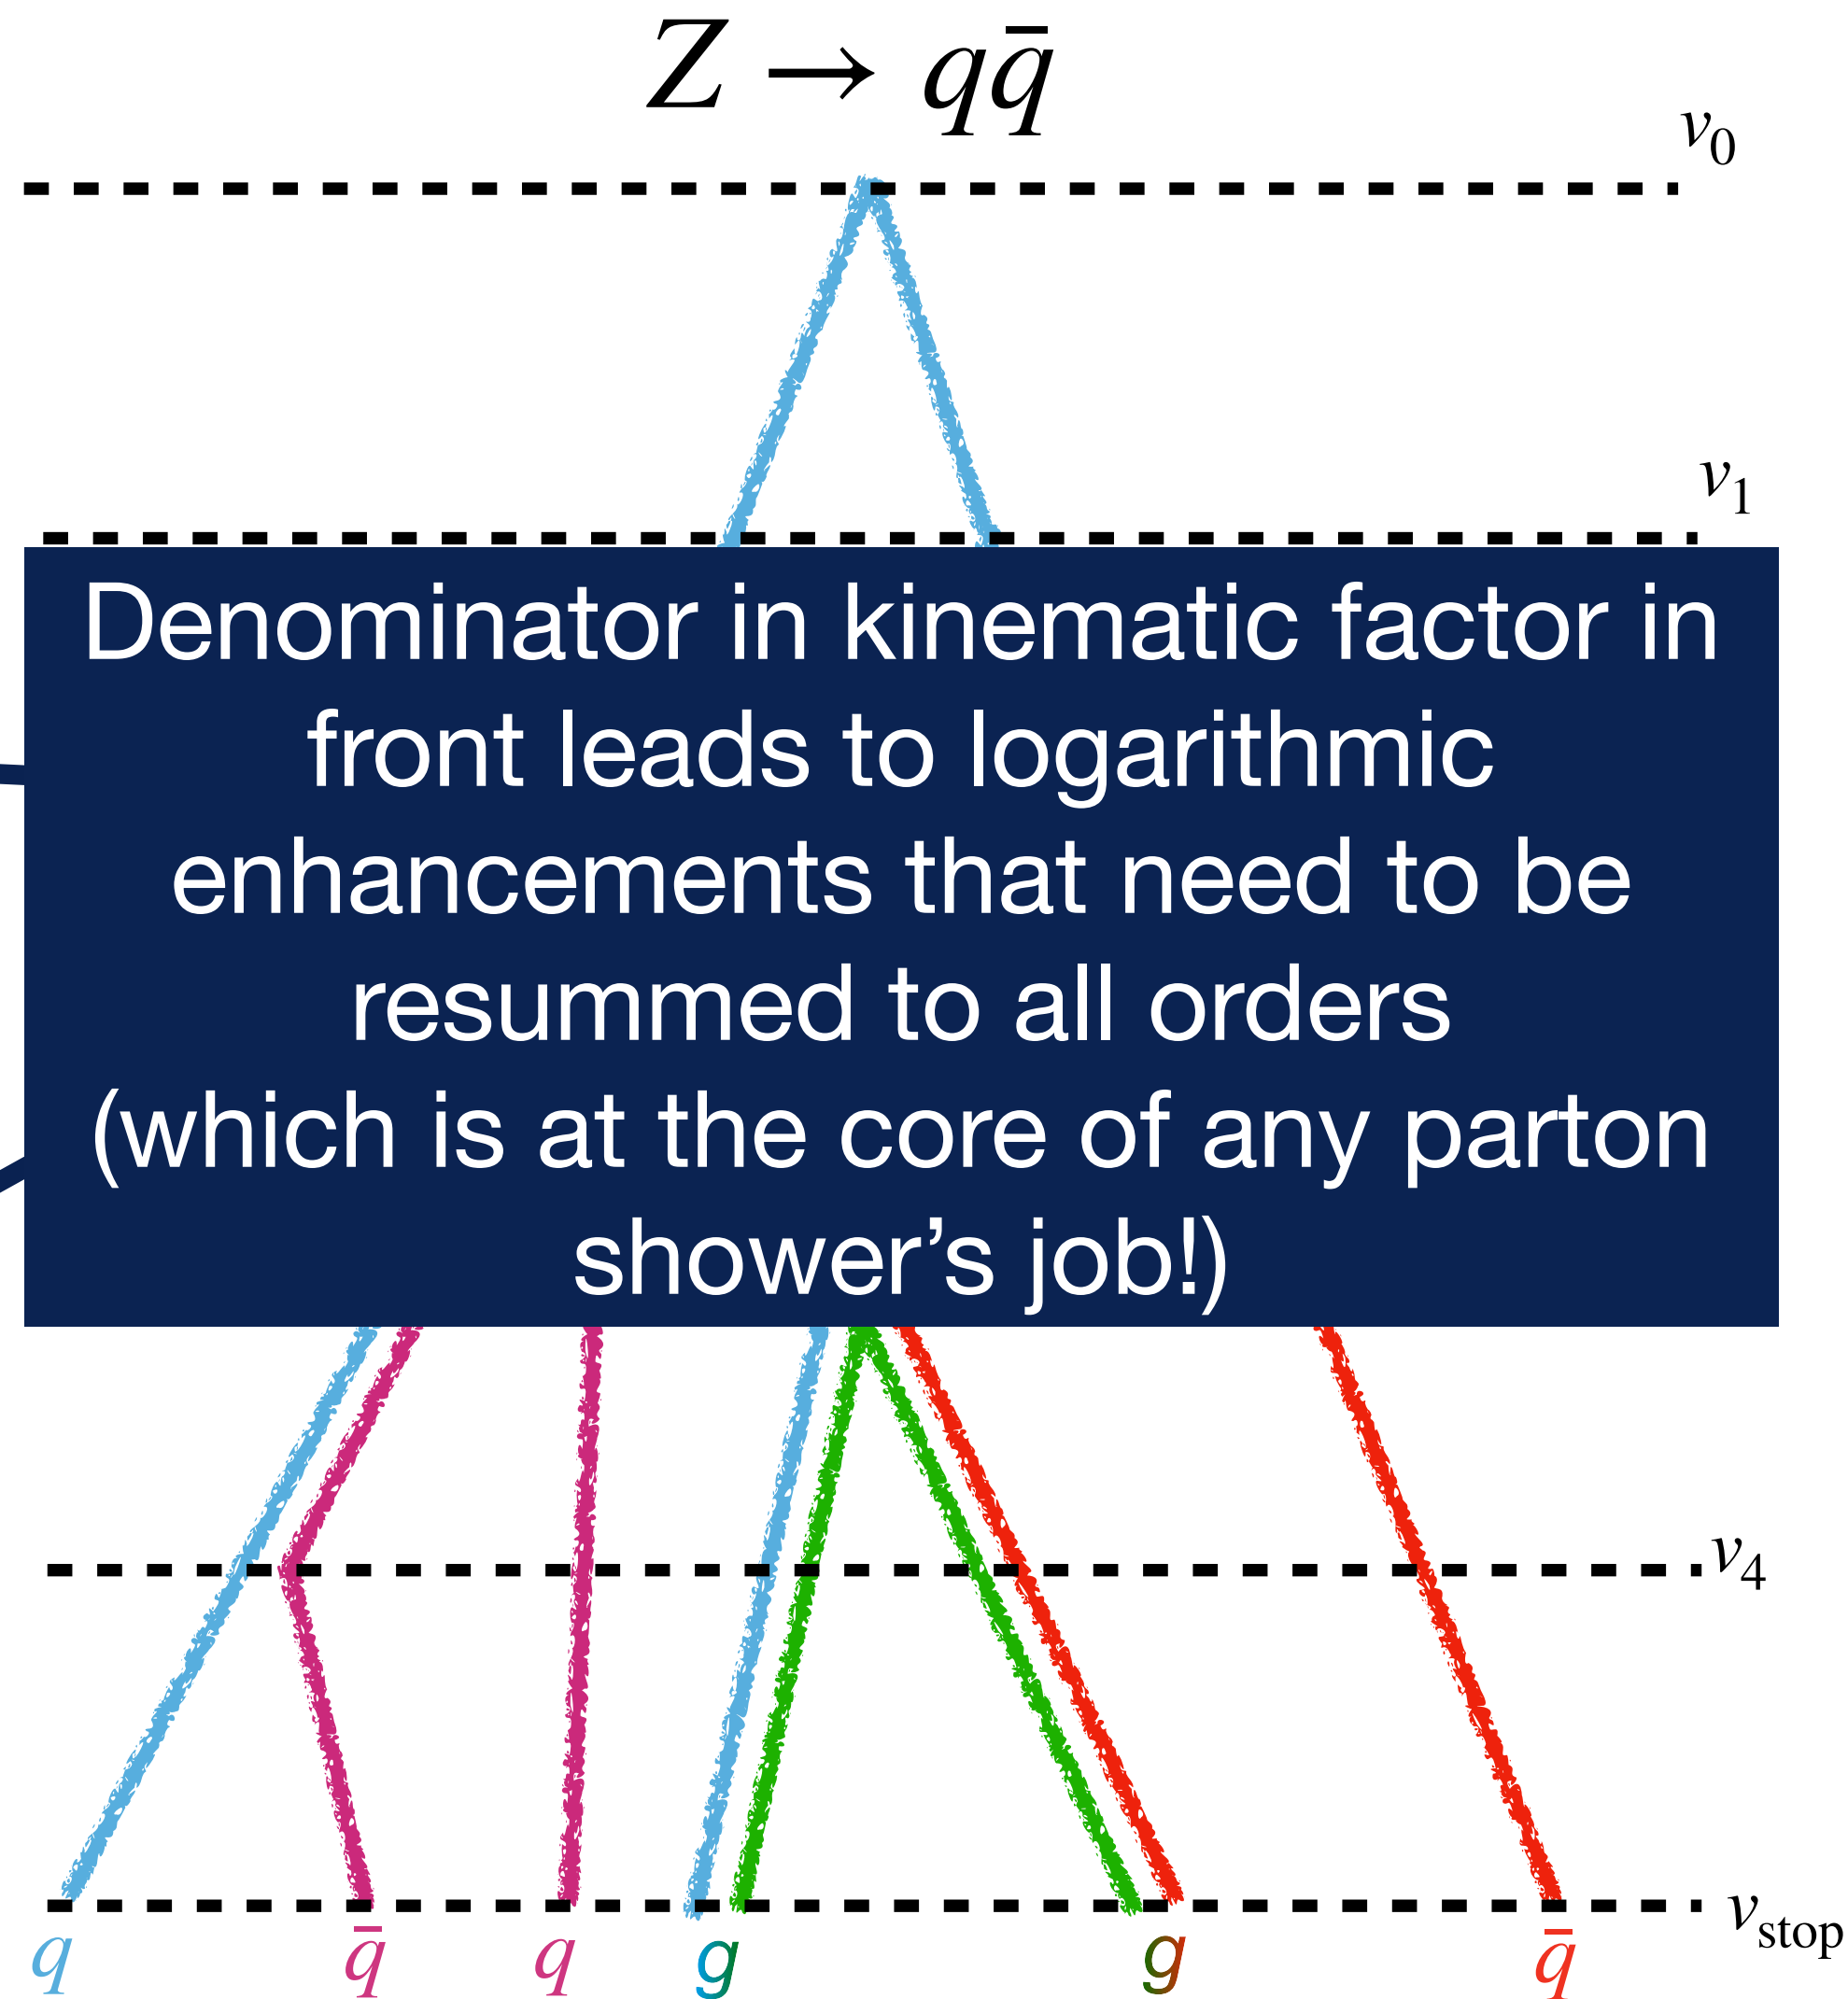 Z → qq̄
v₀
v₁
Denominator in kinematic factor in
front leads to logarithmic
enhancements that need to be
resummed to all orders
(which is at the core of any parton
shower’s job!)
v₄
v_stop
q q̄ q g g q̄